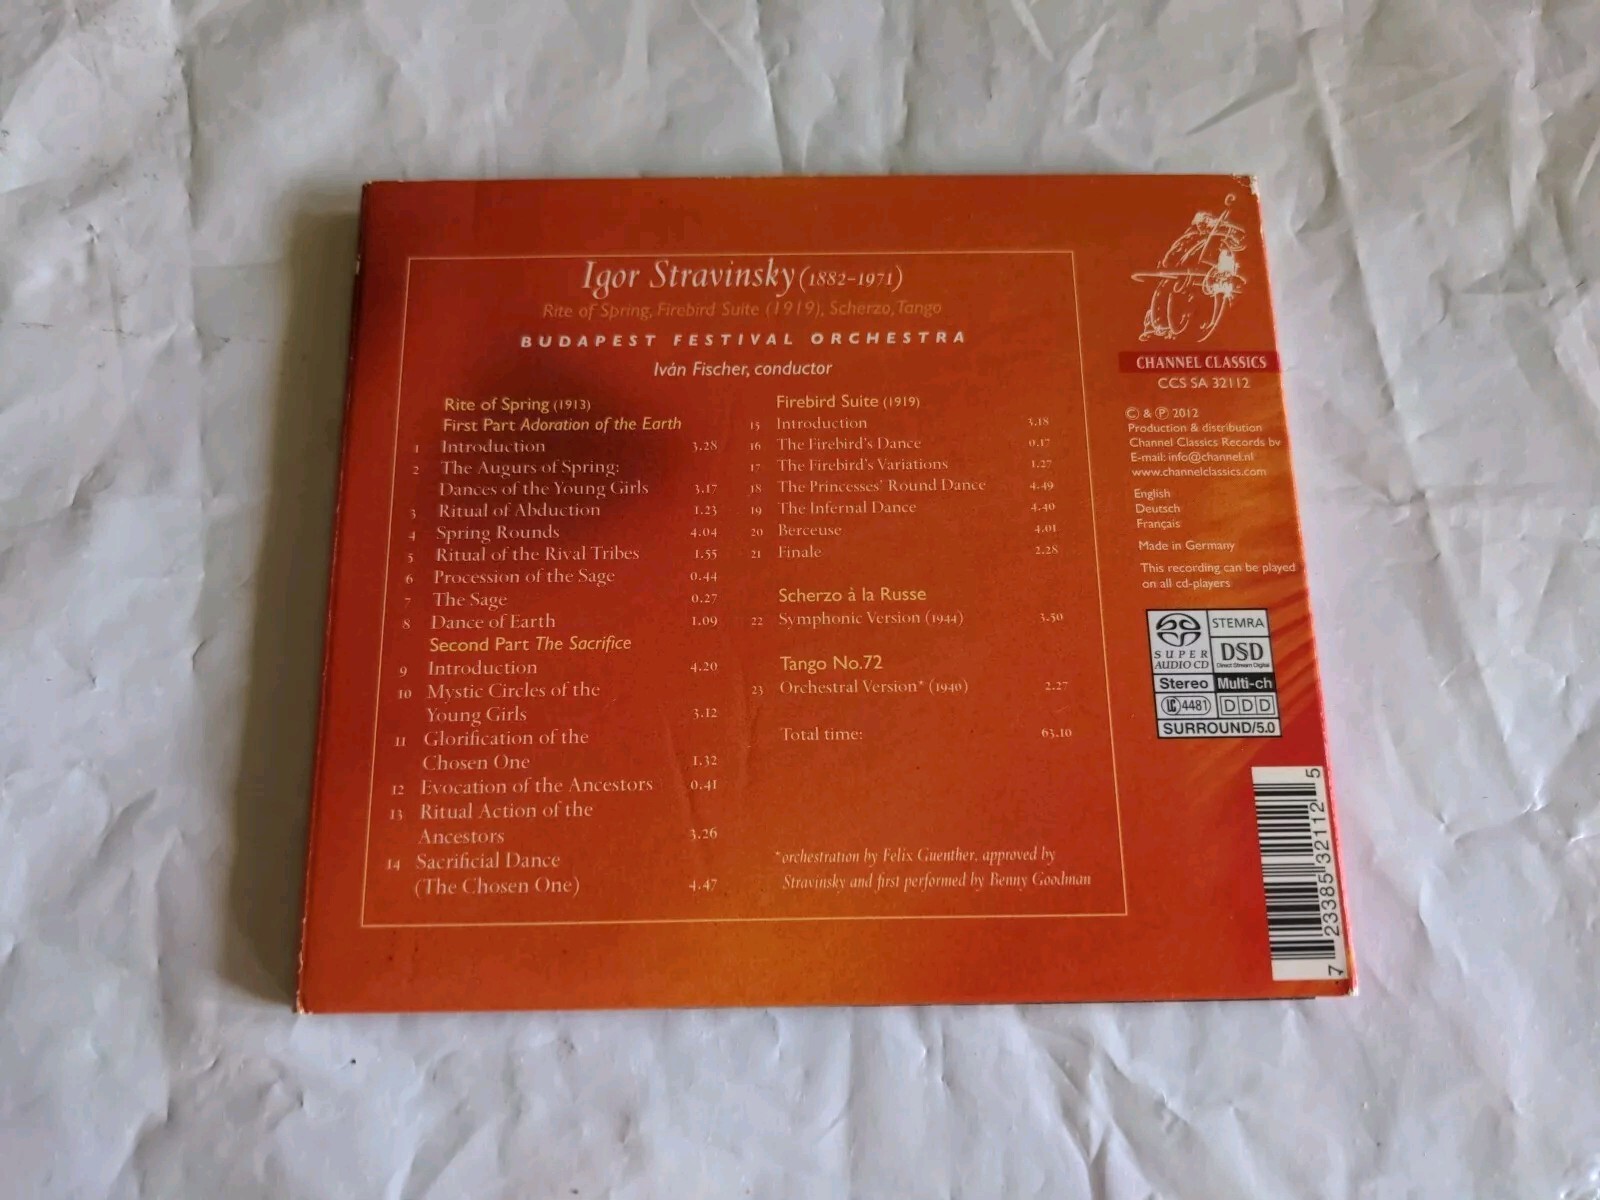 Igor Stravinsky (1882-1971)
Rite of Spring, Firebird Suite (1919), Scherzo, Tango
BUDAPEST FESTIVAL ORCHESTRA
Iván Fischer, conductor
Rite of Spring (1913)
First Part Adoration of the Earth
1 Introduction 3.28
2 The Augurs of Spring:
Dances of the Young Girls 3.17
3 Ritual of Abduction 1.23
4 Spring Rounds 4.04
5 Ritual of the Rival Tribes 1.55
6 Procession of the Sage 0.44
7 The Sage 0.27
8 Dance of Earth 1.09
Second Part The Sacrifice
9 Introduction 4.20
10 Mystic Circles of the
Young Girls 3.12
11 Glorification of the
Chosen One 1.32
12 Evocation of the Ancestors 0.41
13 Ritual Action of the
Ancestors 3.26
14 Sacrificial Dance
(The Chosen One) 4.47
Firebird Suite (1919)
15 Introduction 3.18
16 The Firebird's Dance 0.17
17 The Firebird's Variations 1.27
18 The Princesses' Round Dance 4.49
19 The Infernal Dance 4.40
20 Berceuse 4.01
21 Finale 2.28
Scherzo à la Russe
22 Symphonic Version (1944) 3.50
Tango No.72
23 Orchestral Version* (1940) 2.27
Total time: 63.10
*orchestration by Felix Guenther, approved by
Stravinsky and first performed by Benny Goodman
CHANNEL CLASSICS
CCS SA 32112
© & ℗ 2012
Production & distribution
Channel Classics Records bv
E-mail: info@channel.nl
www.channelclassics.com
English
Deutsch
Français
Made in Germany
This recording can be played
on all cd-players
SUPER AUDIO CD
STEMRA
DSD
Direct Stream Digital
Stereo Multi-ch
LC 4481 D D D
SURROUND/5.0
7 23385 32112 5